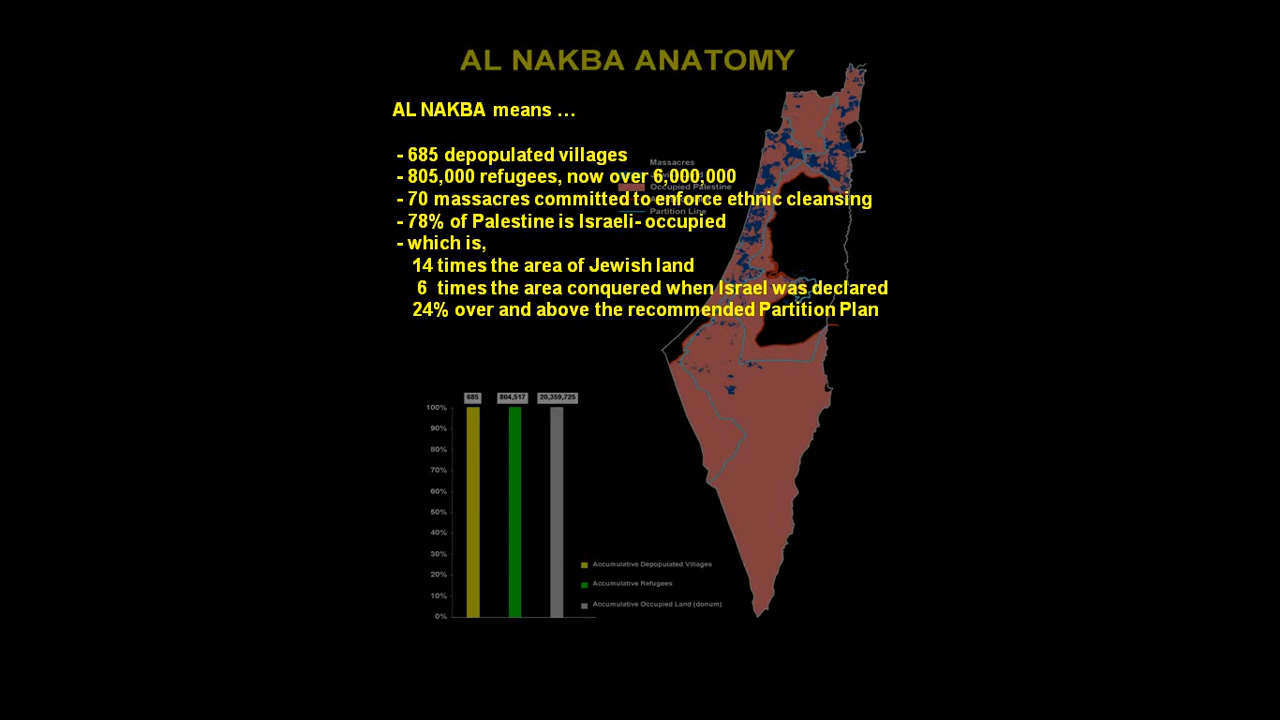 AL NAKBA ANATOMY
AL NAKBA means …
- 685 depopulated villages
- 805,000 refugees, now over 6,000,000
- 70 massacres committed to enforce ethnic cleansing
- 78% of Palestine is Israeli- occupied
- which is,
14 times the area of Jewish land
6 times the area conquered when Israel was declared
24% over and above the recommended Partition Plan
Massacres
Occupied Palestine
Partition Line
685
804,517
20,359,725
100%
90%
80%
70%
60%
50%
40%
30%
20%
10%
0%
Accumulative Depopulated Villages
Accumulative Refugees
Accumulative Occupied Land (donum)